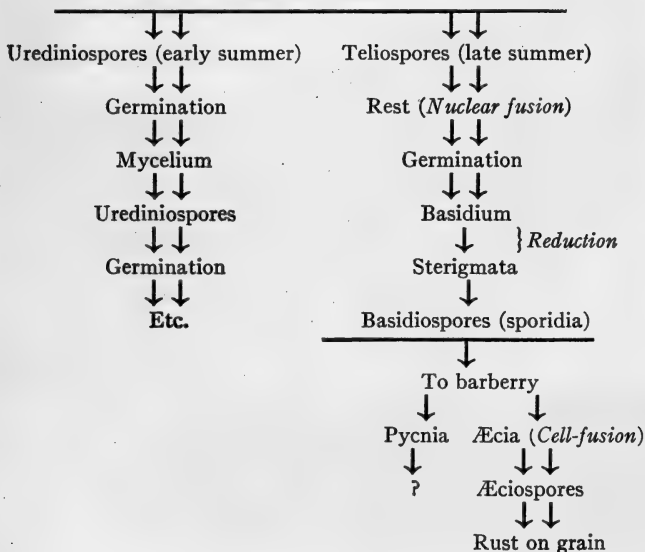 Urediniospores (early summer) Teliospores (late summer)
Germination Rest (Nuclear fusion)
Mycelium Germination
Urediniospores Basidium
} Reduction
Germination Sterigmata
Etc. Basidiospores (sporidia)
To barberry
Pycnia Æcia (Cell-fusion)
? Æciospores
Rust on grain